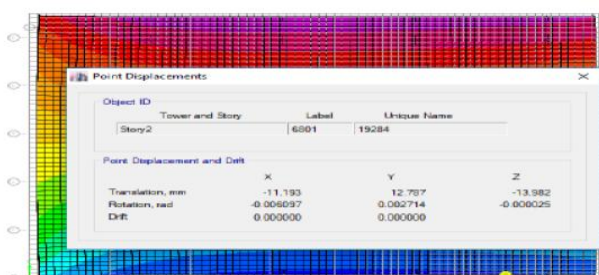 Point Displacements
Object ID
Tower and Story Label Unique Name
Story2 6801 19284
Point Displacement and Drift
X Y Z
Translation, mm -11.193 12.787 -13.982
Rotation, rad -0.006097 0.002714 -0.000025
Drift 0.000000 0.000000